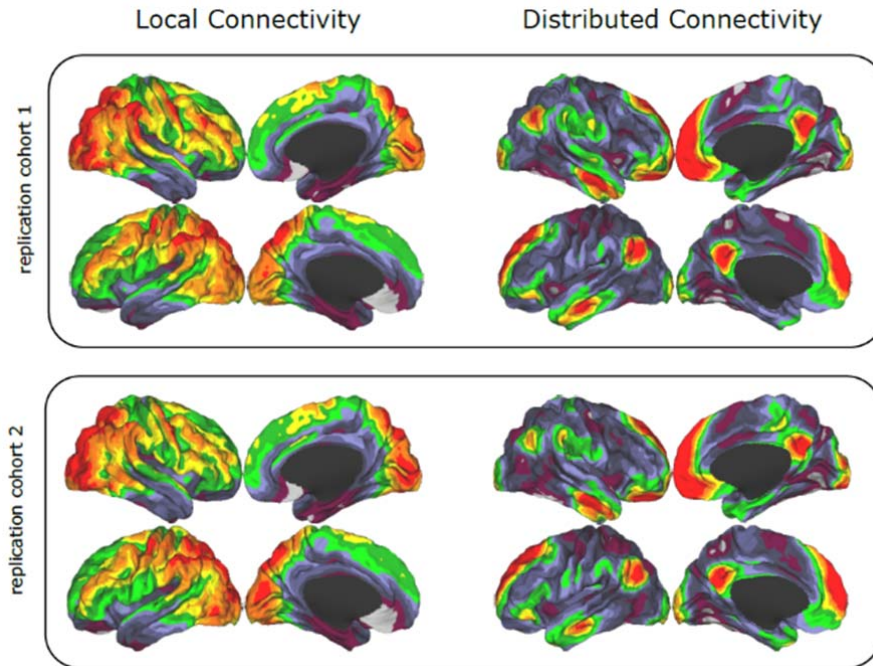 Local Connectivity
Distributed Connectivity
replication cohort 1
replication cohort 2